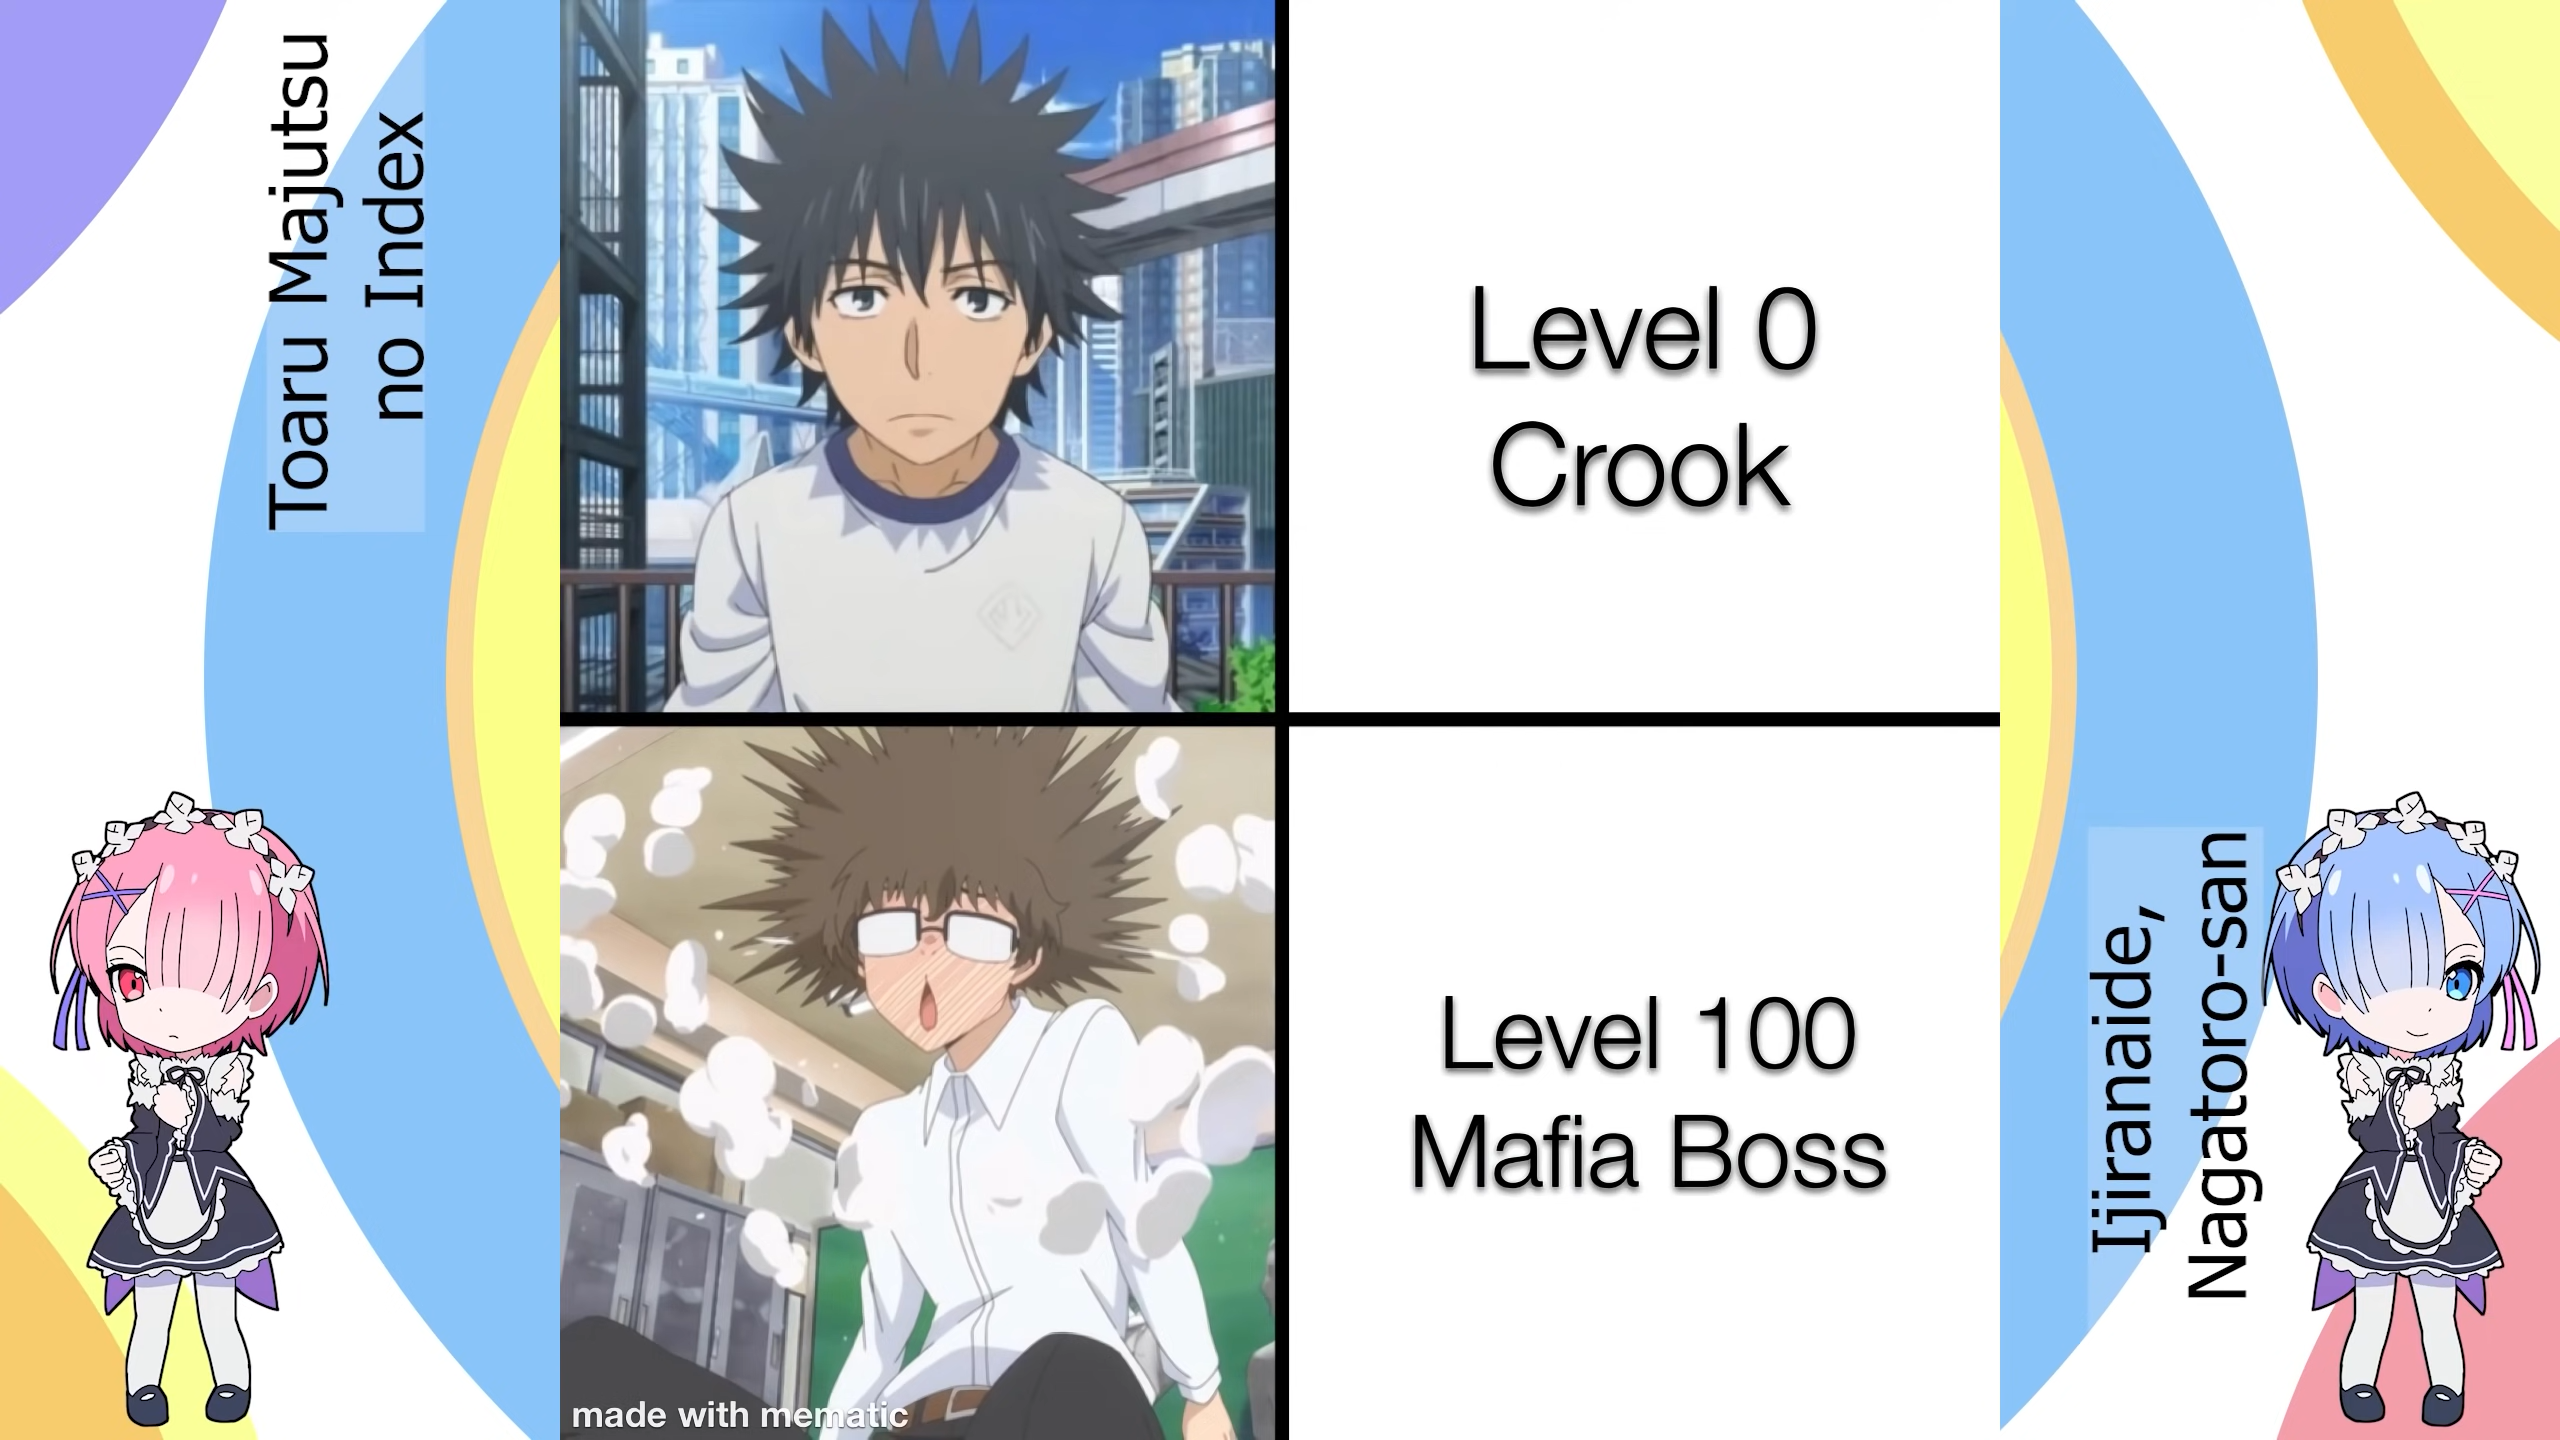 Toaru Majutsu
no Index
Level 0
Crook
Level 100
Mafia Boss
Ijiranaide,
Nagatoro-san
made with mematic